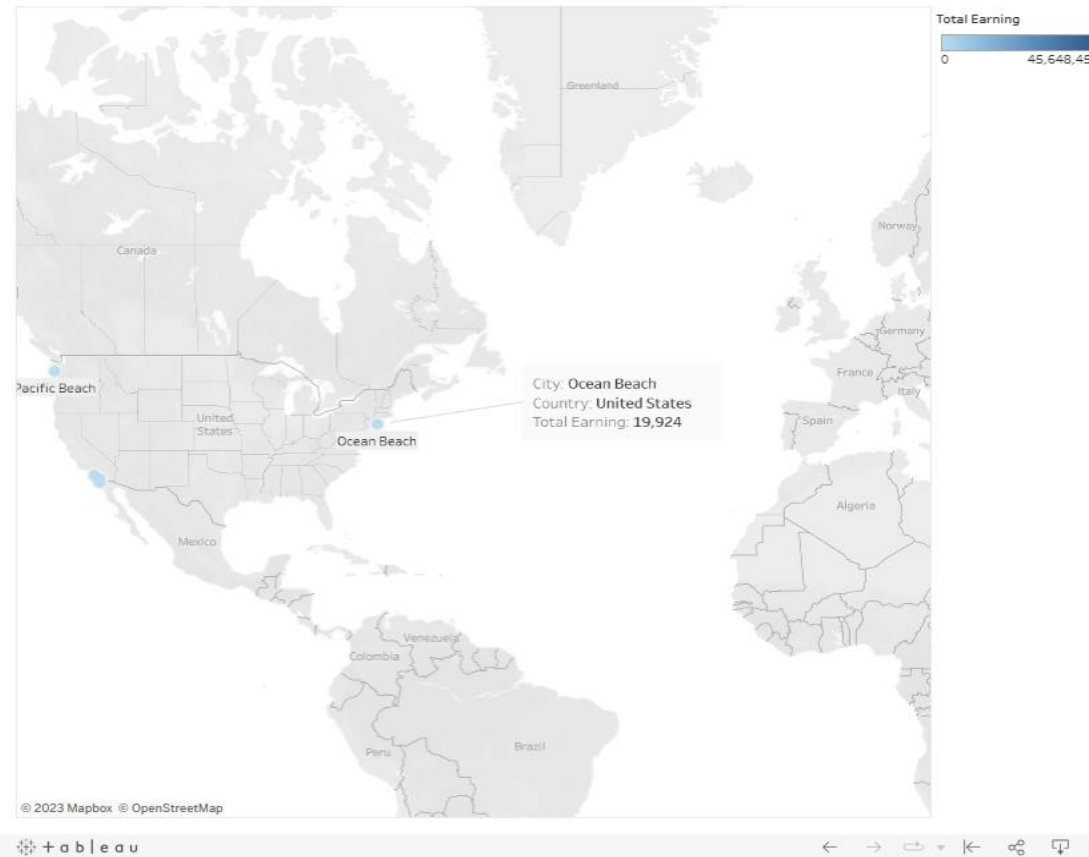 Total Earning
0 45,648,45
Greenland
Norway
Canada
Germany
France
Italy
Pacific Beach
United States
Spain
City: Ocean Beach
Country: United States
Total Earning: 19,924
Ocean Beach
Algeria
Mexico
Venezuela
Colombia
Peru
Brazil
© 2023 Mapbox © OpenStreetMap
+ a b | e a u